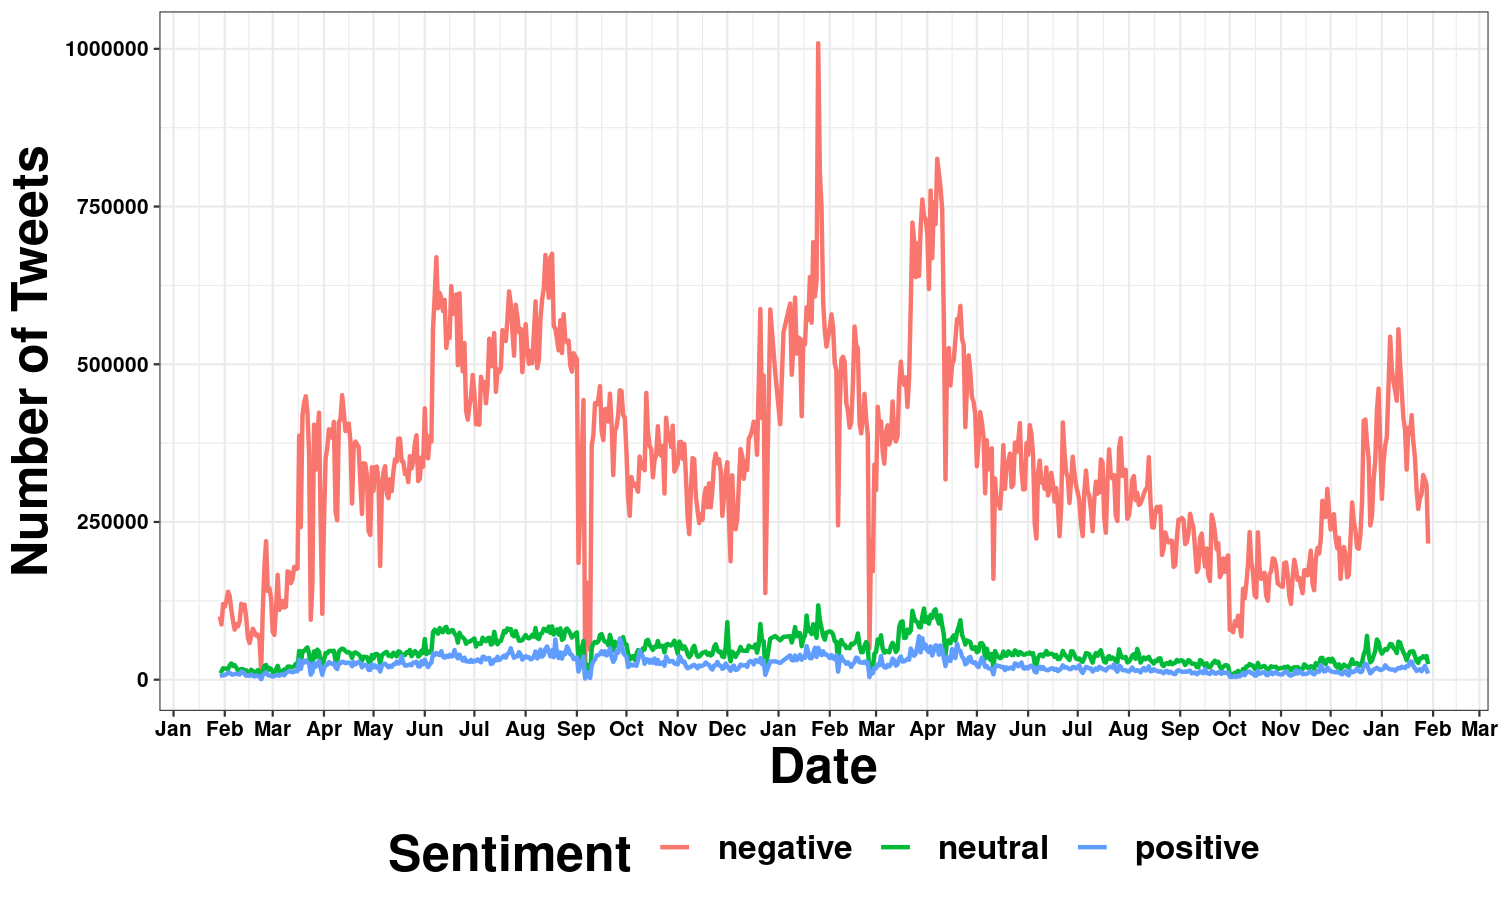 Number of Tweets
1000000
750000
500000
250000
0
Jan Feb Mar Apr May Jun Jul Aug Sep Oct Nov Dec Jan Feb Mar Apr May Jun Jul Aug Sep Oct Nov Dec Jan Feb Mar
Date
Sentiment negative neutral positive